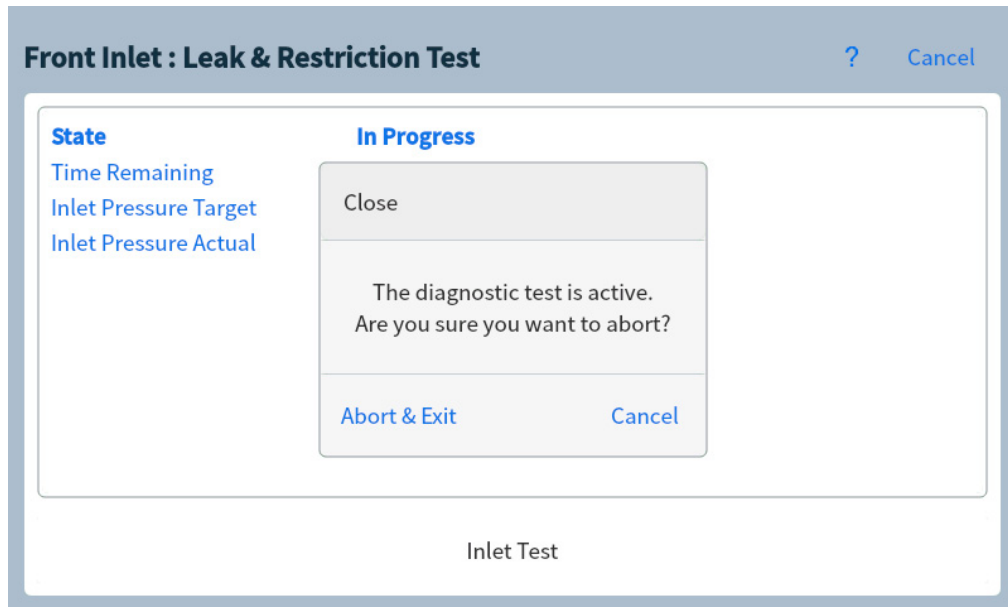 Front Inlet : Leak & Restriction Test ? Cancel
State In Progress
Time Remaining
Inlet Pressure Target
Inlet Pressure Actual
Close
The diagnostic test is active.
Are you sure you want to abort?
Abort & Exit Cancel
Inlet Test